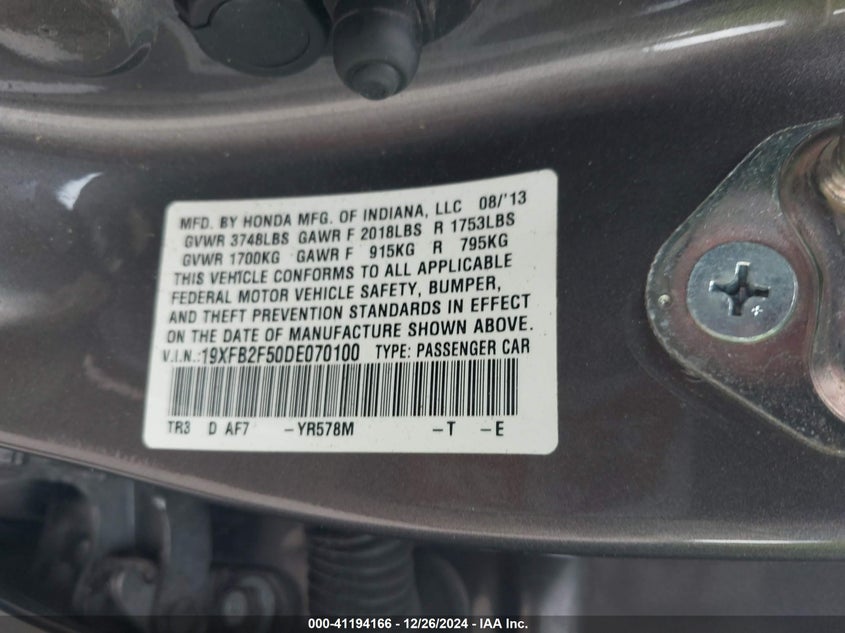 MFD. BY HONDA MFG. OF INDIANA, LLC 08/'13
GVWR 3748LBS GAWR F 2018LBS R 1753LBS
GVWR 1700KG GAWR F 915KG R 795KG
THIS VEHICLE CONFORMS TO ALL APPLICABLE
FEDERAL MOTOR VEHICLE SAFETY, BUMPER,
AND THEFT PREVENTION STANDARDS IN EFFECT
ON THE DATE OF MANUFACTURE SHOWN ABOVE.
V.I.N.:19XFB2F50DE070100 TYPE: PASSENGER CAR
TR3 D AF7 -YR578M -T -E
000-41194166 - 12/26/2024 - IAA Inc.